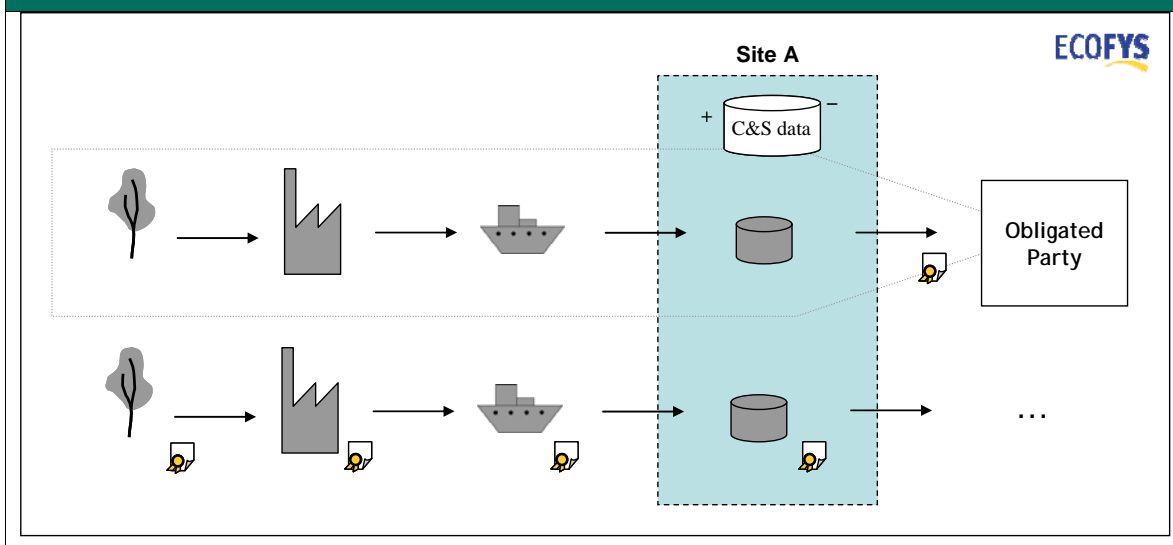 ECOFYS
Site A
+
−
C&S data
Obligated
Party
...